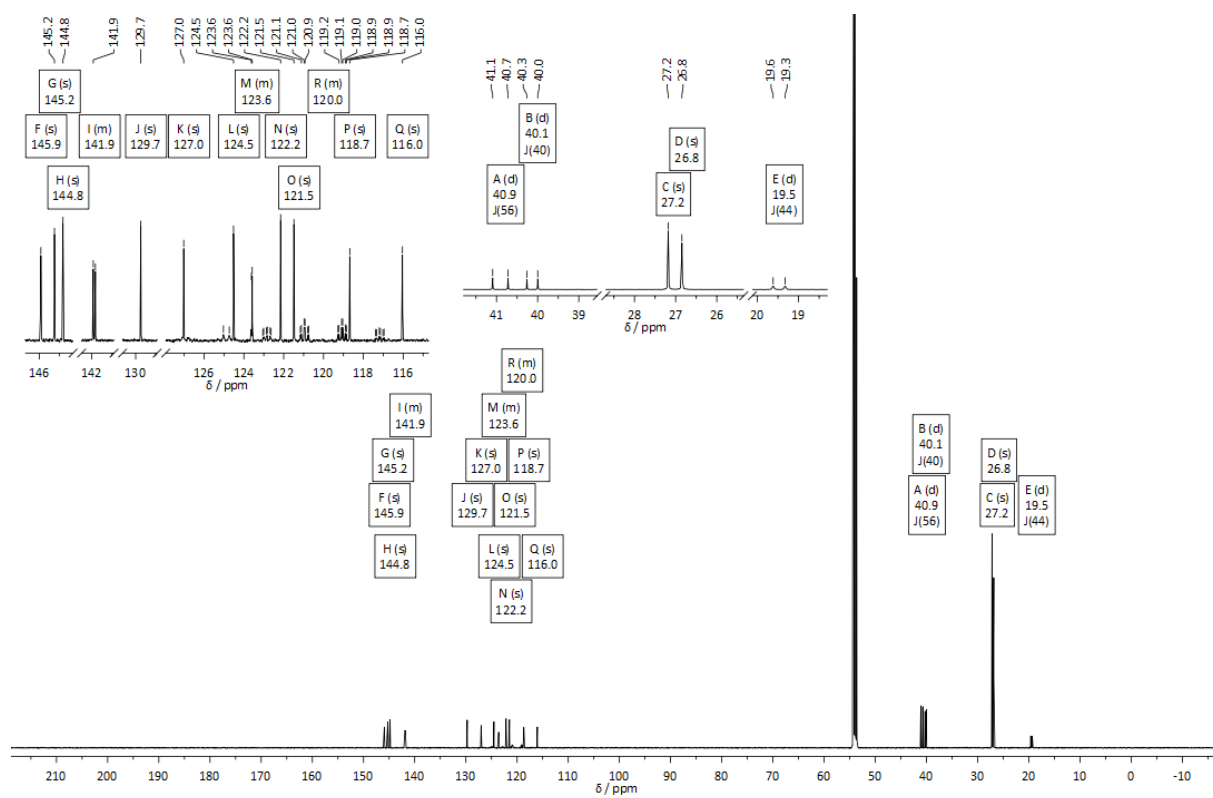 145.2
144.8
141.9
129.7
127.0
124.5
123.6
123.6
122.2
121.5
121.1
121.0
120.9
119.2
119.1
119.0
118.9
118.9
118.7
116.0
G (s)
145.2
M (m)
123.6
R (m)
120.0
F (s)
145.9
I (m)
141.9
J (s)
129.7
K (s)
127.0
L (s)
124.5
N (s)
122.2
P (s)
118.7
Q (s)
116.0
H (s)
144.8
O (s)
121.5
146
142
130
126
124
122
120
118
116
δ / ppm
41.1
40.7
40.3
40.0
27.2
26.8
19.6
19.3
B (d)
40.1
J(40)
D (s)
26.8
A (d)
40.9
J(56)
C (s)
27.2
E (d)
19.5
J(44)
41
40
39
28
27
26
20
19
δ / ppm
R (m)
120.0
I (m)
141.9
M (m)
123.6
G (s)
145.2
K (s)
127.0
P (s)
118.7
F (s)
145.9
J (s)
129.7
O (s)
121.5
H (s)
144.8
L (s)
124.5
Q (s)
116.0
N (s)
122.2
B (d)
40.1
J(40)
D (s)
26.8
A (d)
40.9
J(56)
C (s)
27.2
E (d)
19.5
J(44)
210
200
190
180
170
160
150
140
130
120
110
100
90
80
70
60
50
40
30
20
10
0
-10
δ / ppm